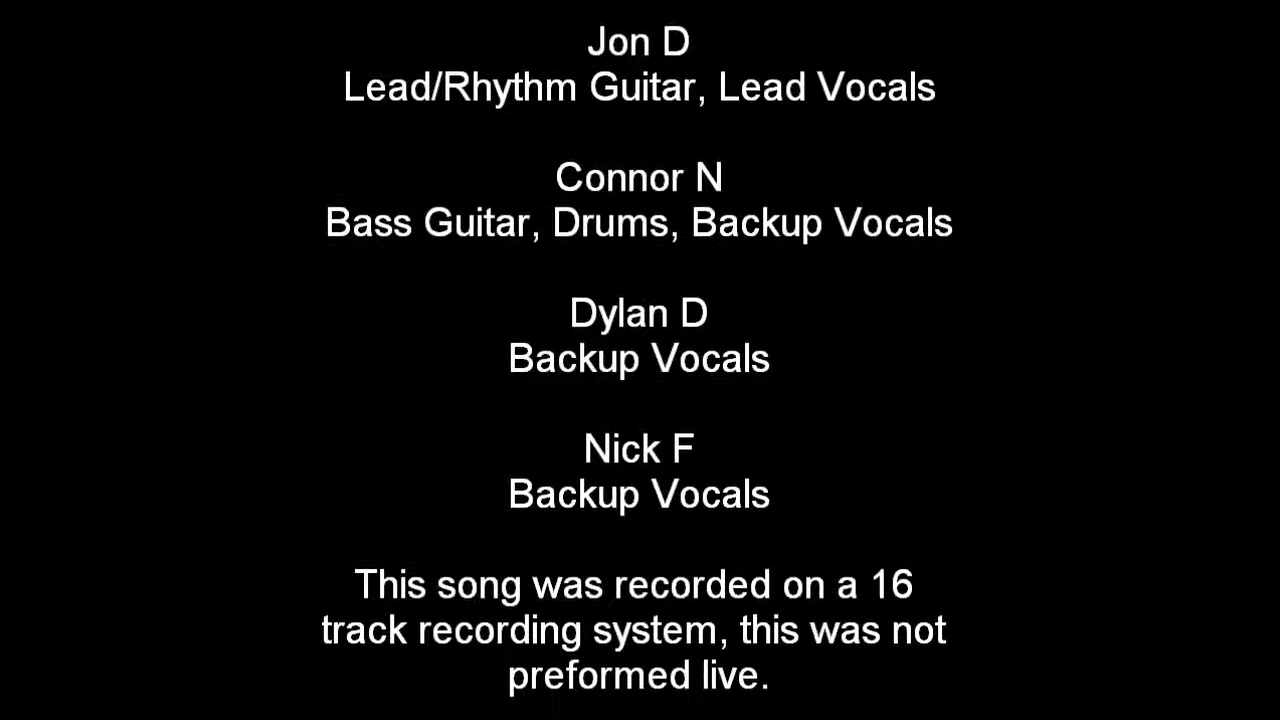 Jon D
Lead/Rhythm Guitar, Lead Vocals
Connor N
Bass Guitar, Drums, Backup Vocals
Dylan D
Backup Vocals
Nick F
Backup Vocals
This song was recorded on a 16
track recording system, this was not
preformed live.